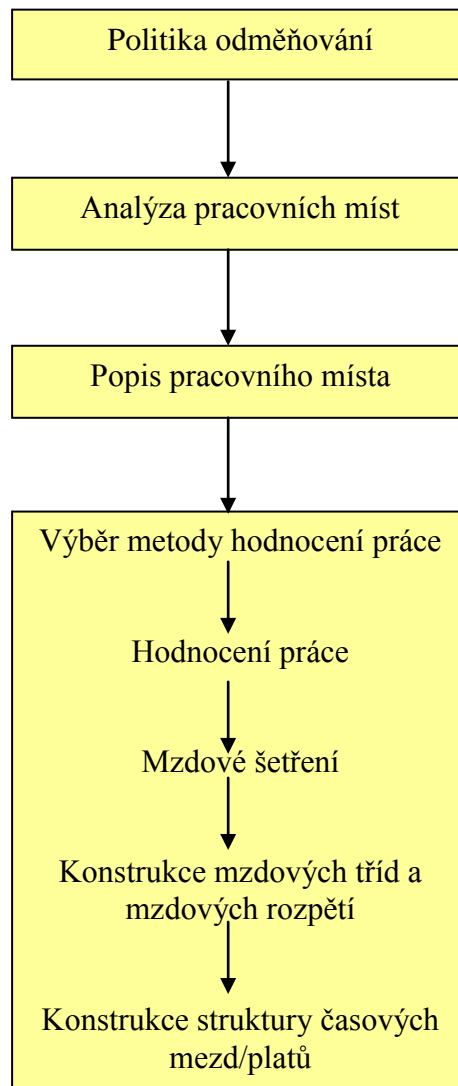 Politika odměňování
Analýza pracovních míst
Popis pracovního místa
Výběr metody hodnocení práce
Hodnocení práce
Mzdové šetření
Konstrukce mzdových tříd a
mzdových rozpětí
Konstrukce struktury časových
mezd/platů